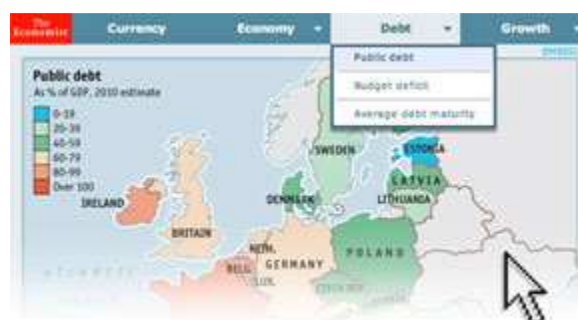 The
Economist
Currency
Economy
Debt
Growth
Public debt
Budget deficit
Average debt maturity
Public debt
As % of GDP, 2010 estimate
0-19
20-39
40-59
60-79
80-99
Over 100
SWEDEN
ESTONIA
LATVIA
LITHUANIA
DENMARK
IRELAND
BRITAIN
NETH.
POLAND
BELG.
GERMANY
LUX.